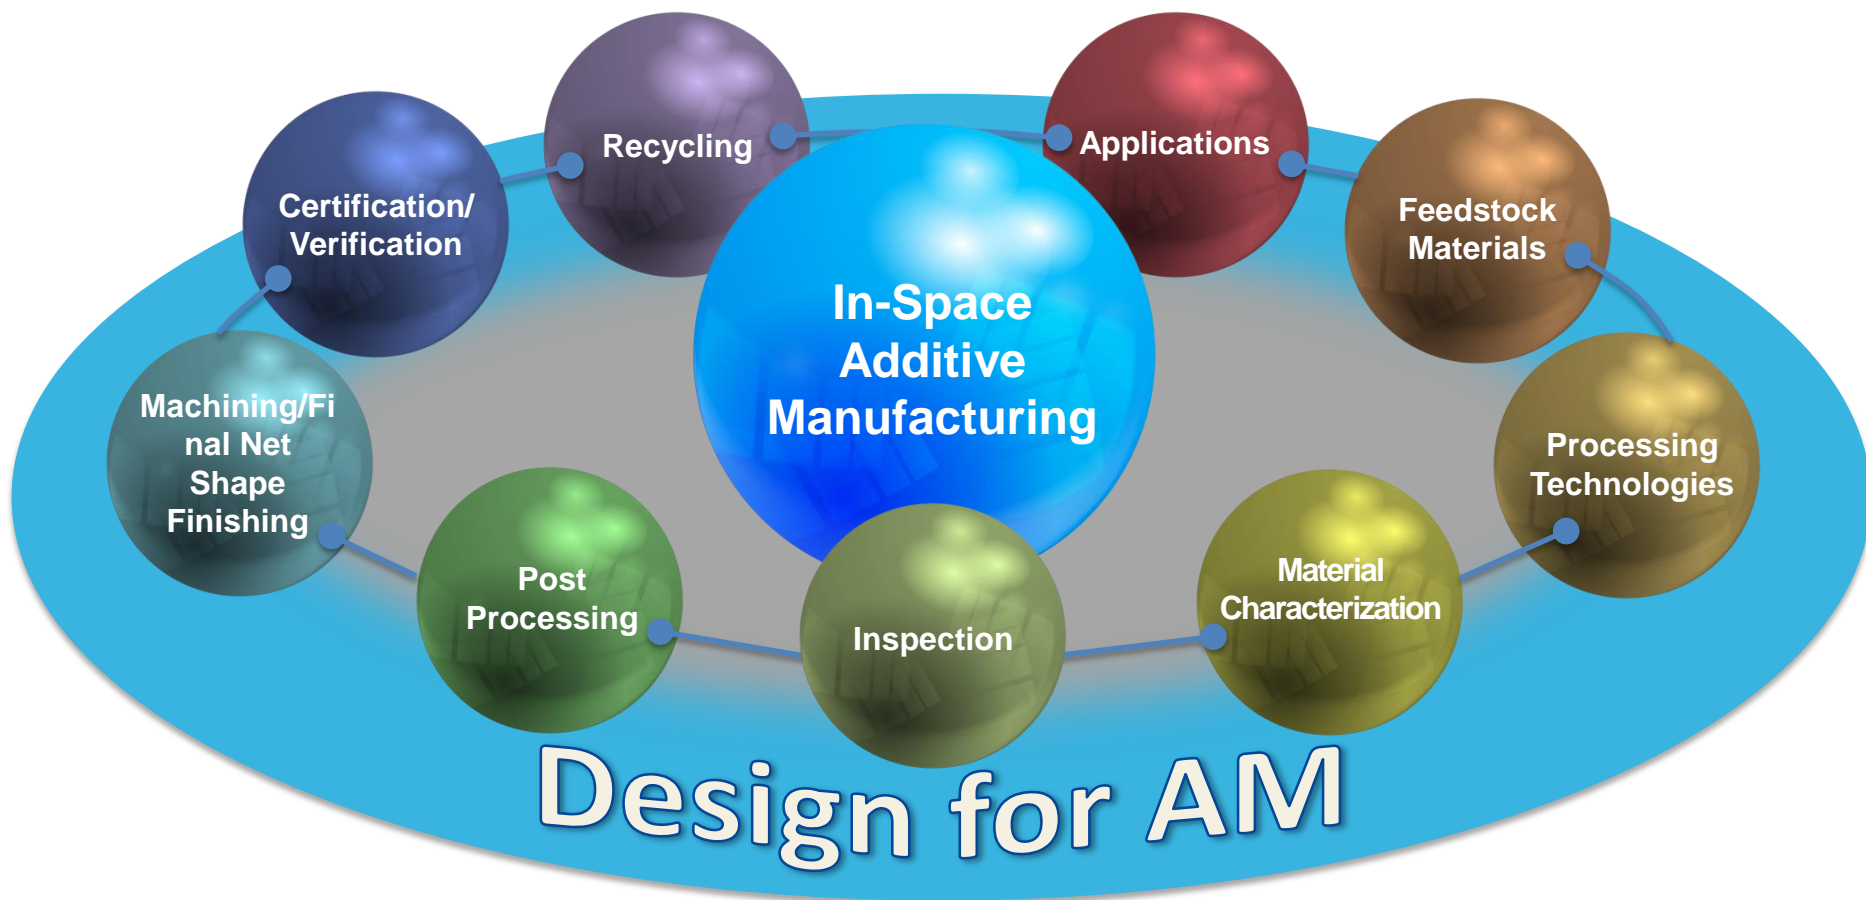 Recycling
Applications
Certification/
Verification
Feedstock
Materials
In-Space
Additive
Manufacturing
Machining/Fi
nal Net
Shape
Finishing
Processing
Technologies
Post
Processing
Inspection
Material
Characterization
Design for AM